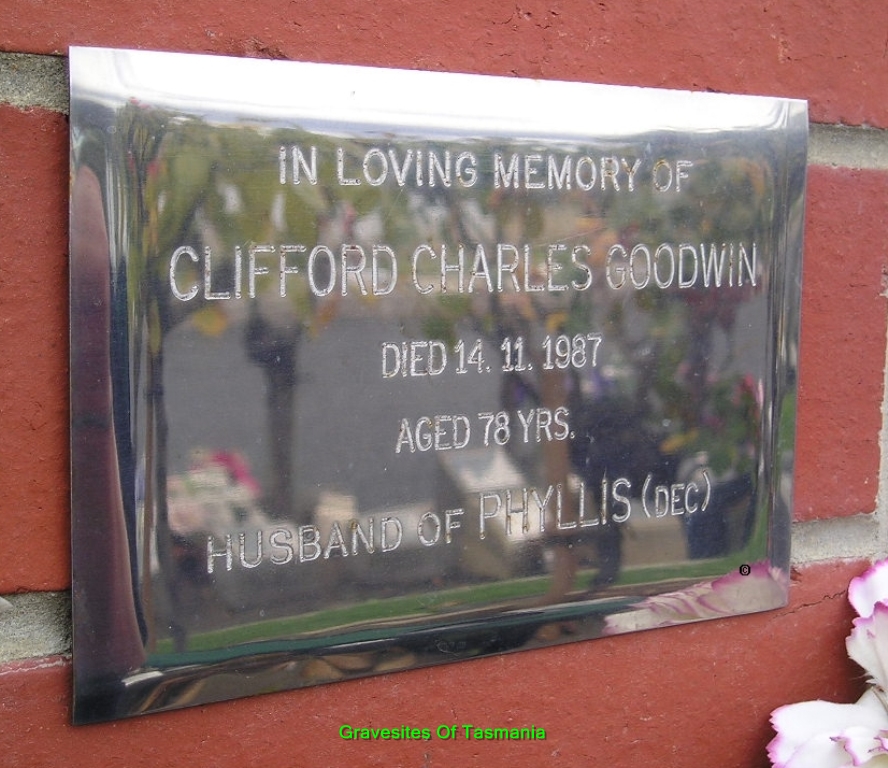 IN LOVING MEMORY OF
CLIFFORD CHARLES GOODWIN
DIED 14. 11. 1987
AGED 78 YRS.
HUSBAND OF PHYLLIS (DEC)
©
Gravesites Of Tasmania